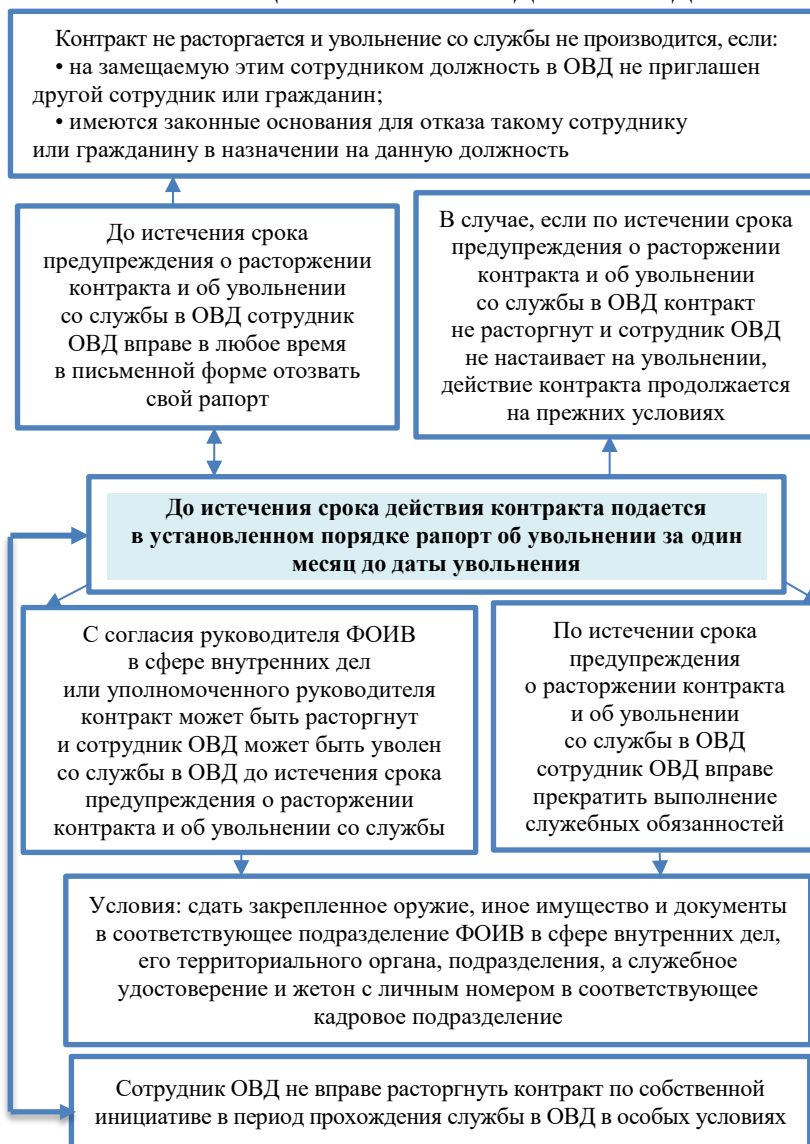 Контракт не расторгается и увольнение со службы не производится, если:
• на замещаемую этим сотрудником должность в ОВД не приглашен
другой сотрудник или гражданин;
• имеются законные основания для отказа такому сотруднику
или гражданину в назначении на данную должность
До истечения срока
предупреждения о расторжении
контракта и об увольнении
со службы в ОВД сотрудник
ОВД вправе в любое время
в письменной форме отозвать
свой рапорт
В случае, если по истечении срока
предупреждения о расторжении
контракта и об увольнении
со службы в ОВД контракт
не расторгнут и сотрудник ОВД
не настаивает на увольнении,
действие контракта продолжается
на прежних условиях
До истечения срока действия контракта подается
в установленном порядке рапорт об увольнении за один
месяц до даты увольнения
С согласия руководителя ФОИВ
в сфере внутренних дел
или уполномоченного руководителя
контракт может быть расторгнут
и сотрудник ОВД может быть уволен
со службы в ОВД до истечения срока
предупреждения о расторжении
контракта и об увольнении со службы
По истечении срока
предупреждения
о расторжении контракта
и об увольнении
со службы в ОВД
сотрудник ОВД вправе
прекратить выполнение
служебных обязанностей
Условия: сдать закрепленное оружие, иное имущество и документы
в соответствующее подразделение ФОИВ в сфере внутренних дел,
его территориального органа, подразделения, а служебное
удостоверение и жетон с личным номером в соответствующее
кадровое подразделение
Сотрудник ОВД не вправе расторгнуть контракт по собственной
инициативе в период прохождения службы в ОВД в особых условиях